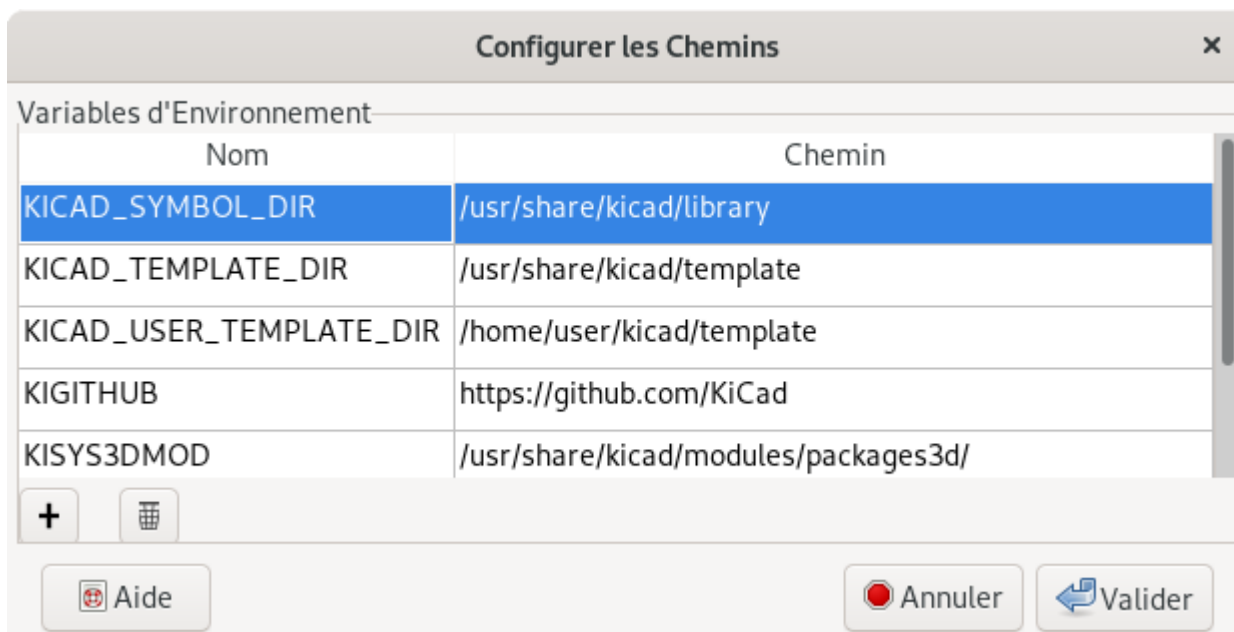 Configurer les Chemins
Variables d'Environnement
Nom Chemin
KICAD_SYMBOL_DIR /usr/share/kicad/library
KICAD_TEMPLATE_DIR /usr/share/kicad/template
KICAD_USER_TEMPLATE_DIR /home/user/kicad/template
KIGITHUB https://github.com/KiCad
KISYS3DMOD /usr/share/kicad/modules/packages3d/
Aide Annuler Valider